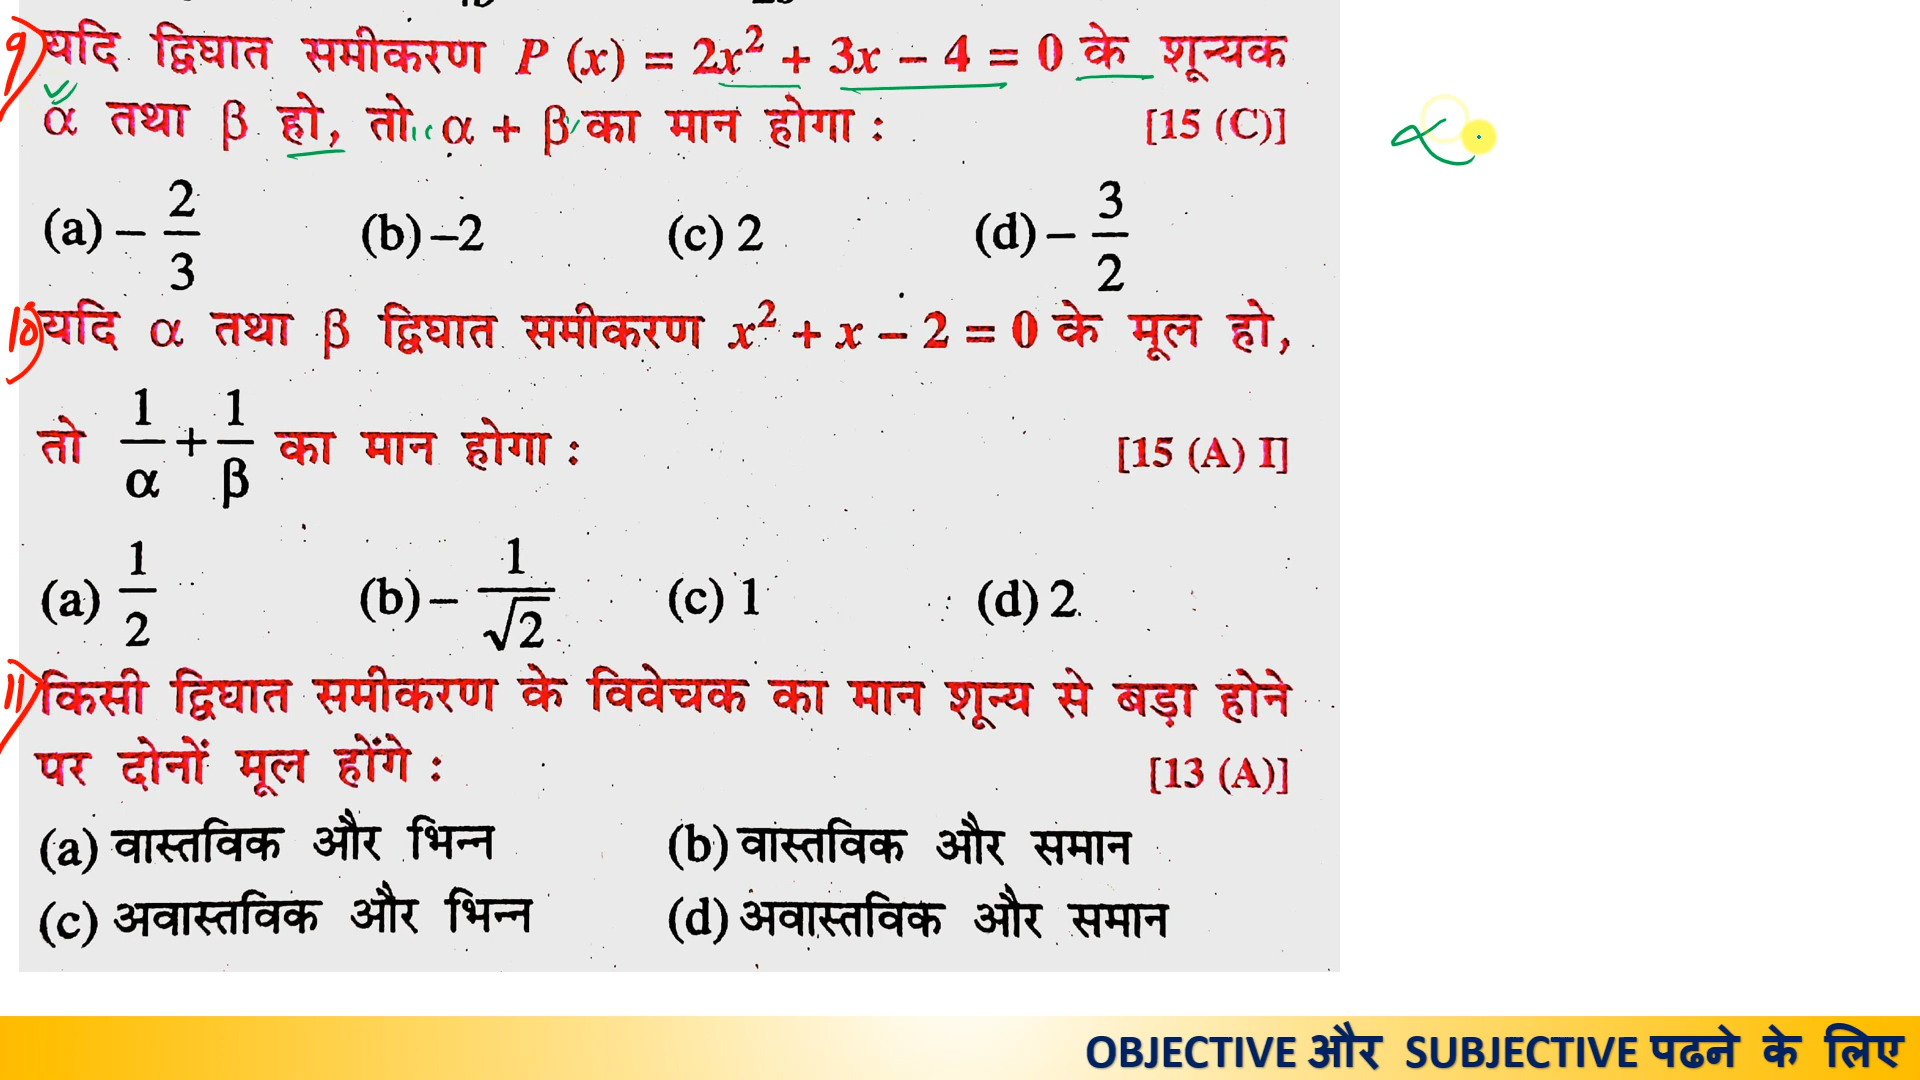 9) यदि द्विघात समीकरण P (x) = 2x² + 3x – 4 = 0 के शून्यक
α तथा β हो, तो α + β का मान होगा : [15 (C)]
α
(a) – 2/3 (b) –2 (c) 2 (d) – 3/2
10) यदि α तथा β द्विघात समीकरण x² + x – 2 = 0 के मूल हो,
तो 1/α + 1/β का मान होगा : [15 (A) I]
(a) 1/2 (b) – 1/√2 (c) 1 (d) 2
11) किसी द्विघात समीकरण के विवेचक का मान शून्य से बड़ा होने
पर दोनों मूल होंगे : [13 (A)]
(a) वास्तविक और भिन्न (b) वास्तविक और समान
(c) अवास्तविक और भिन्न (d) अवास्तविक और समान
OBJECTIVE और SUBJECTIVE पढने के लिए